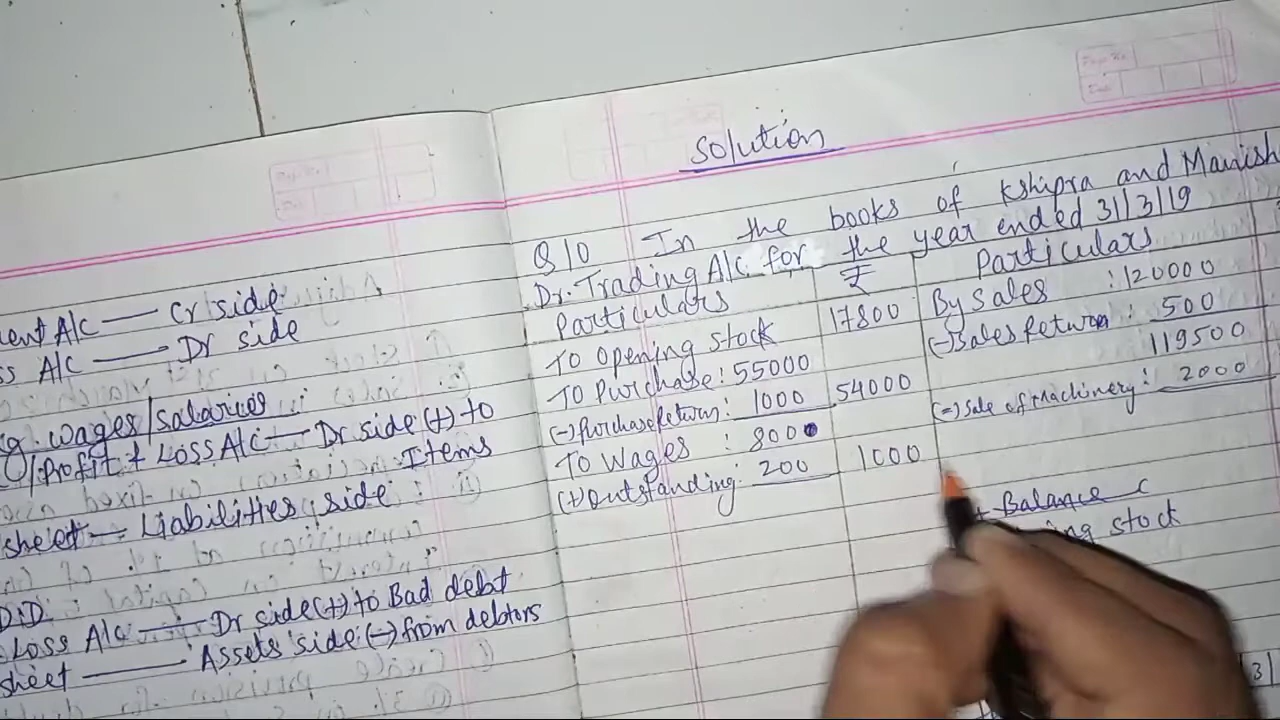 Solution
Q10 In the books of Kshipra and Manish
Dr. Trading A/C for the year ended 31/3/19
Particulars ₹ Particulars
To Opening stock 17800 By Sales : 120000
To Purchase : 55000 (-) Sales Return : 500
(-) Purchase Return : 1000 54000 119500
To Wages : 800 (-) Sale of Machinery : 2000
(+) Outstanding : 200 1000
Balance C
stock
A/C — Cr side
A/C — Dr side
wages/salaries :
Profit & Loss A/C — Dr side (+) to
Items
sheet — Liabilities side :
D.D.
Loss A/C — Dr side (+) to Bad debt
sheet — Assets side (-) from debtors